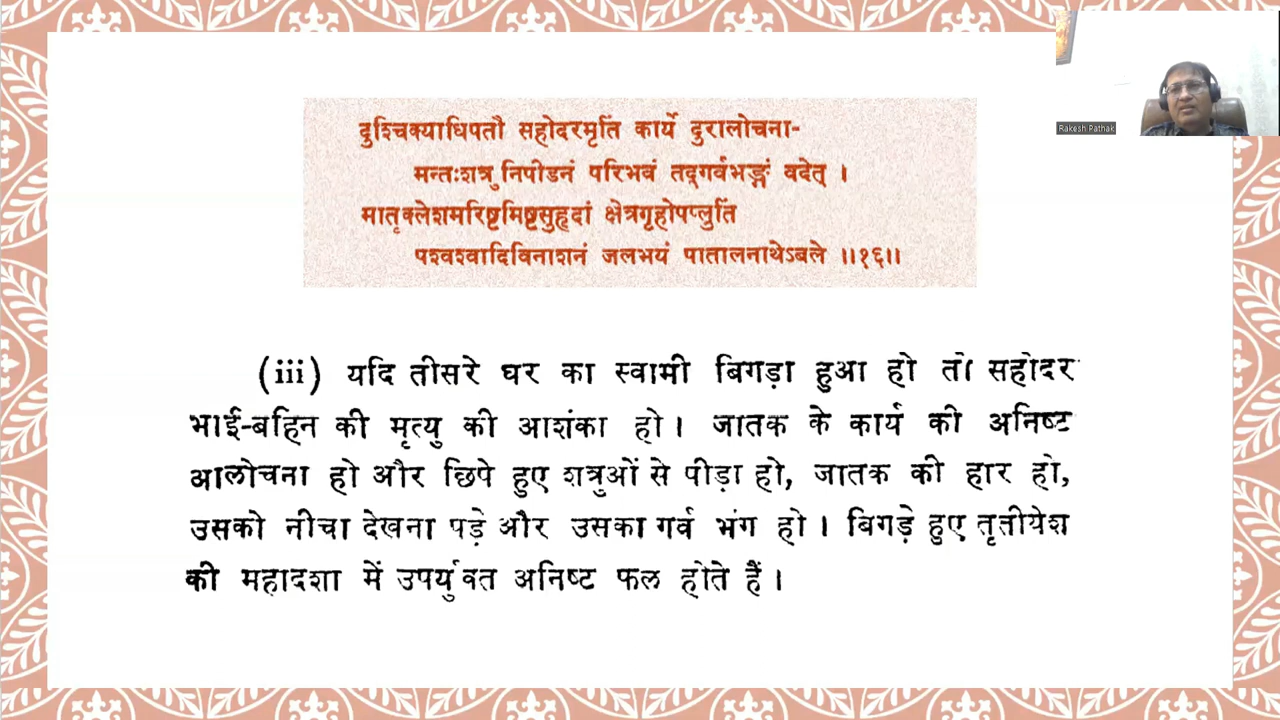 दुश्चिक्याधिपतौ सहोदरमृतिं कार्ये दुरालोचना-
मन्तःशत्रुनिपीडनं परिभवं तद्गर्वभङ्गं वदेत् ।
मातृक्लेशमरिष्टमिष्टसुहृदां क्षेत्रगृहोपप्लुतिं
पश्वश्वादिविनाशनं जलभयं पातालनाथेऽबले ॥१६॥
(iii) यदि तीसरे घर का स्वामी बिगड़ा हुआ हो तो सहोदर
भाई-बहिन की मृत्यु की आशंका हो । जातक के कार्य की अनिष्ट
आलोचना हो और छिपे हुए शत्रुओं से पीड़ा हो, जातक की हार हो,
उसको नीचा देखना पड़े और उसका गर्व भंग हो । बिगड़े हुए तृतीयेश
की महादशा में उपर्युक्त अनिष्ट फल होते हैं ।
Rakesh Pathak